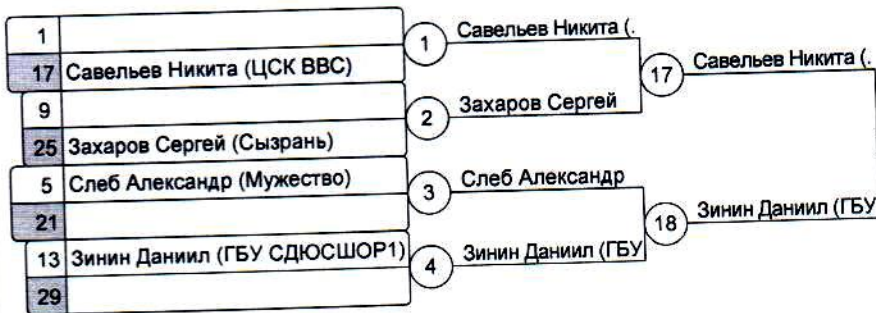 1
17 Савельев Никита (ЦСК ВВС)
1 Савельев Никита (.
9
25 Захаров Сергей (Сызрань)
2 Захаров Сергей
17 Савельев Никита (.
5 Слеб Александр (Мужество)
21
3 Слеб Александр
13 Зинин Даниил (ГБУ СДЮСШОР1)
29
4 Зинин Даниил (ГБУ
18 Зинин Даниил (ГБУ